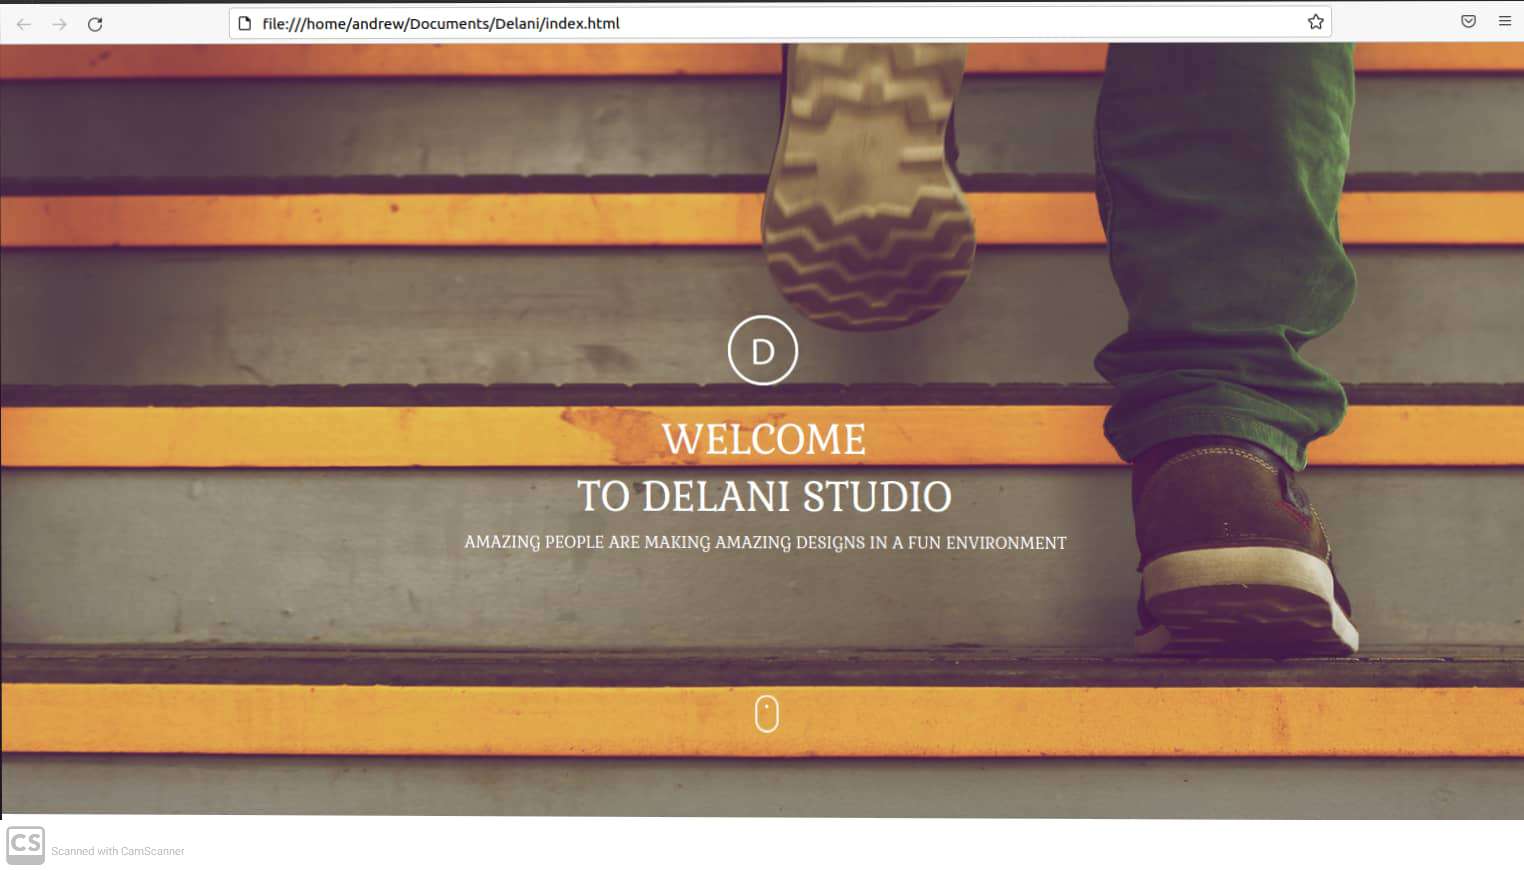 file:///home/andrew/Documents/Delani/index.html
D
WELCOME
TO DELANI STUDIO
AMAZING PEOPLE ARE MAKING AMAZING DESIGNS IN A FUN ENVIRONMENT
CS Scanned with CamScanner